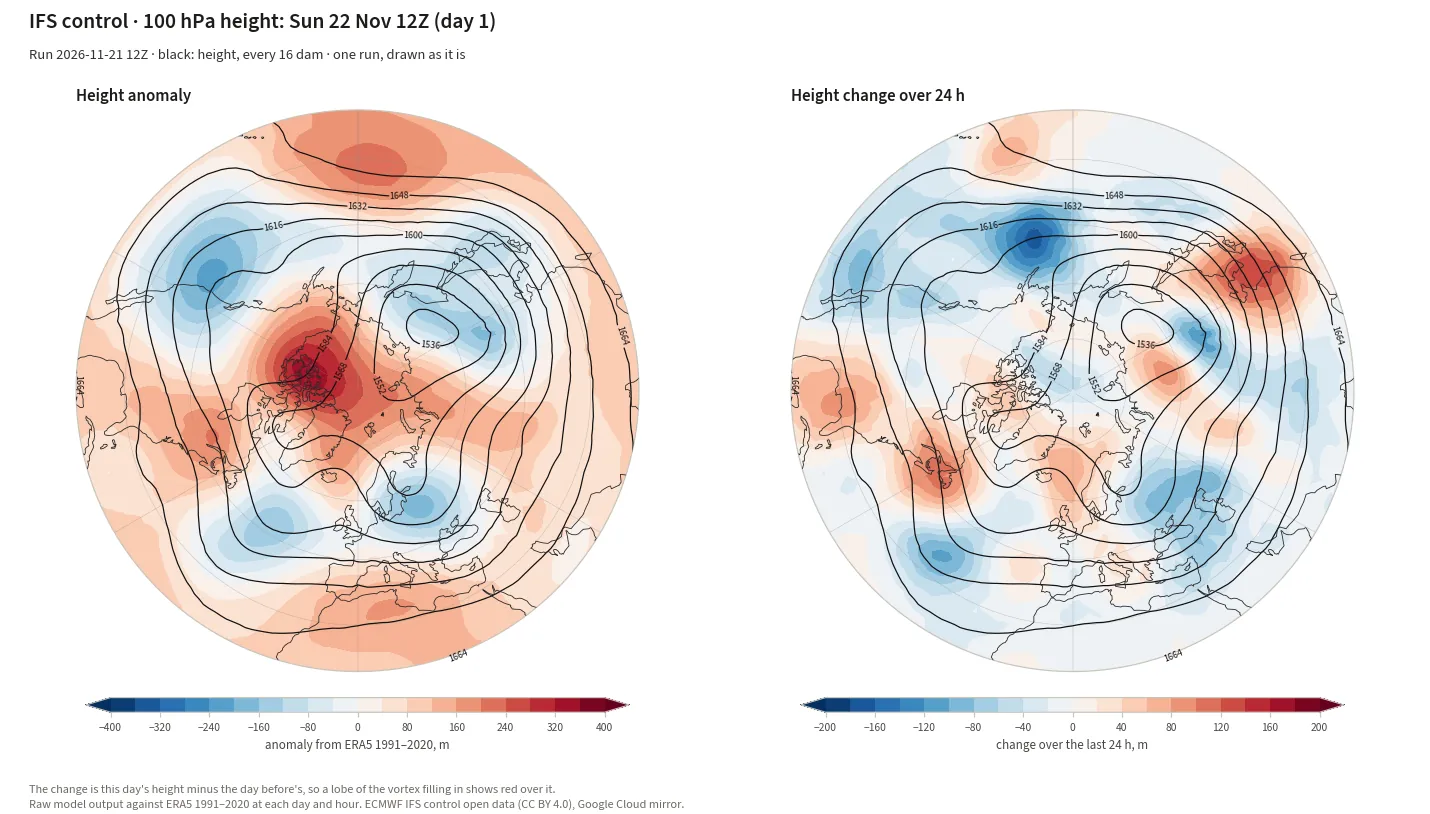 IFS control · 100 hPa height: Sun 22 Nov 12Z (day 1)
Run 2026-11-21 12Z · black: height, every 16 dam · one run, drawn as it is
Height anomaly
Height change over 24 h
1648
1632
1616
1600
1536
1584
1568
1552
1664
1664
1664
1648
1632
1616
1600
1536
1584
1568
1552
1664
1664
1664
−400 −320 −240 −160 −80 0 80 160 240 320 400
anomaly from ERA5 1991–2020, m
−200 −160 −120 −80 −40 0 40 80 120 160 200
change over the last 24 h, m
The change is this day's height minus the day before's, so a lobe of the vortex filling in shows red over it.
Raw model output against ERA5 1991–2020 at each day and hour. ECMWF IFS control open data (CC BY 4.0), Google Cloud mirror.